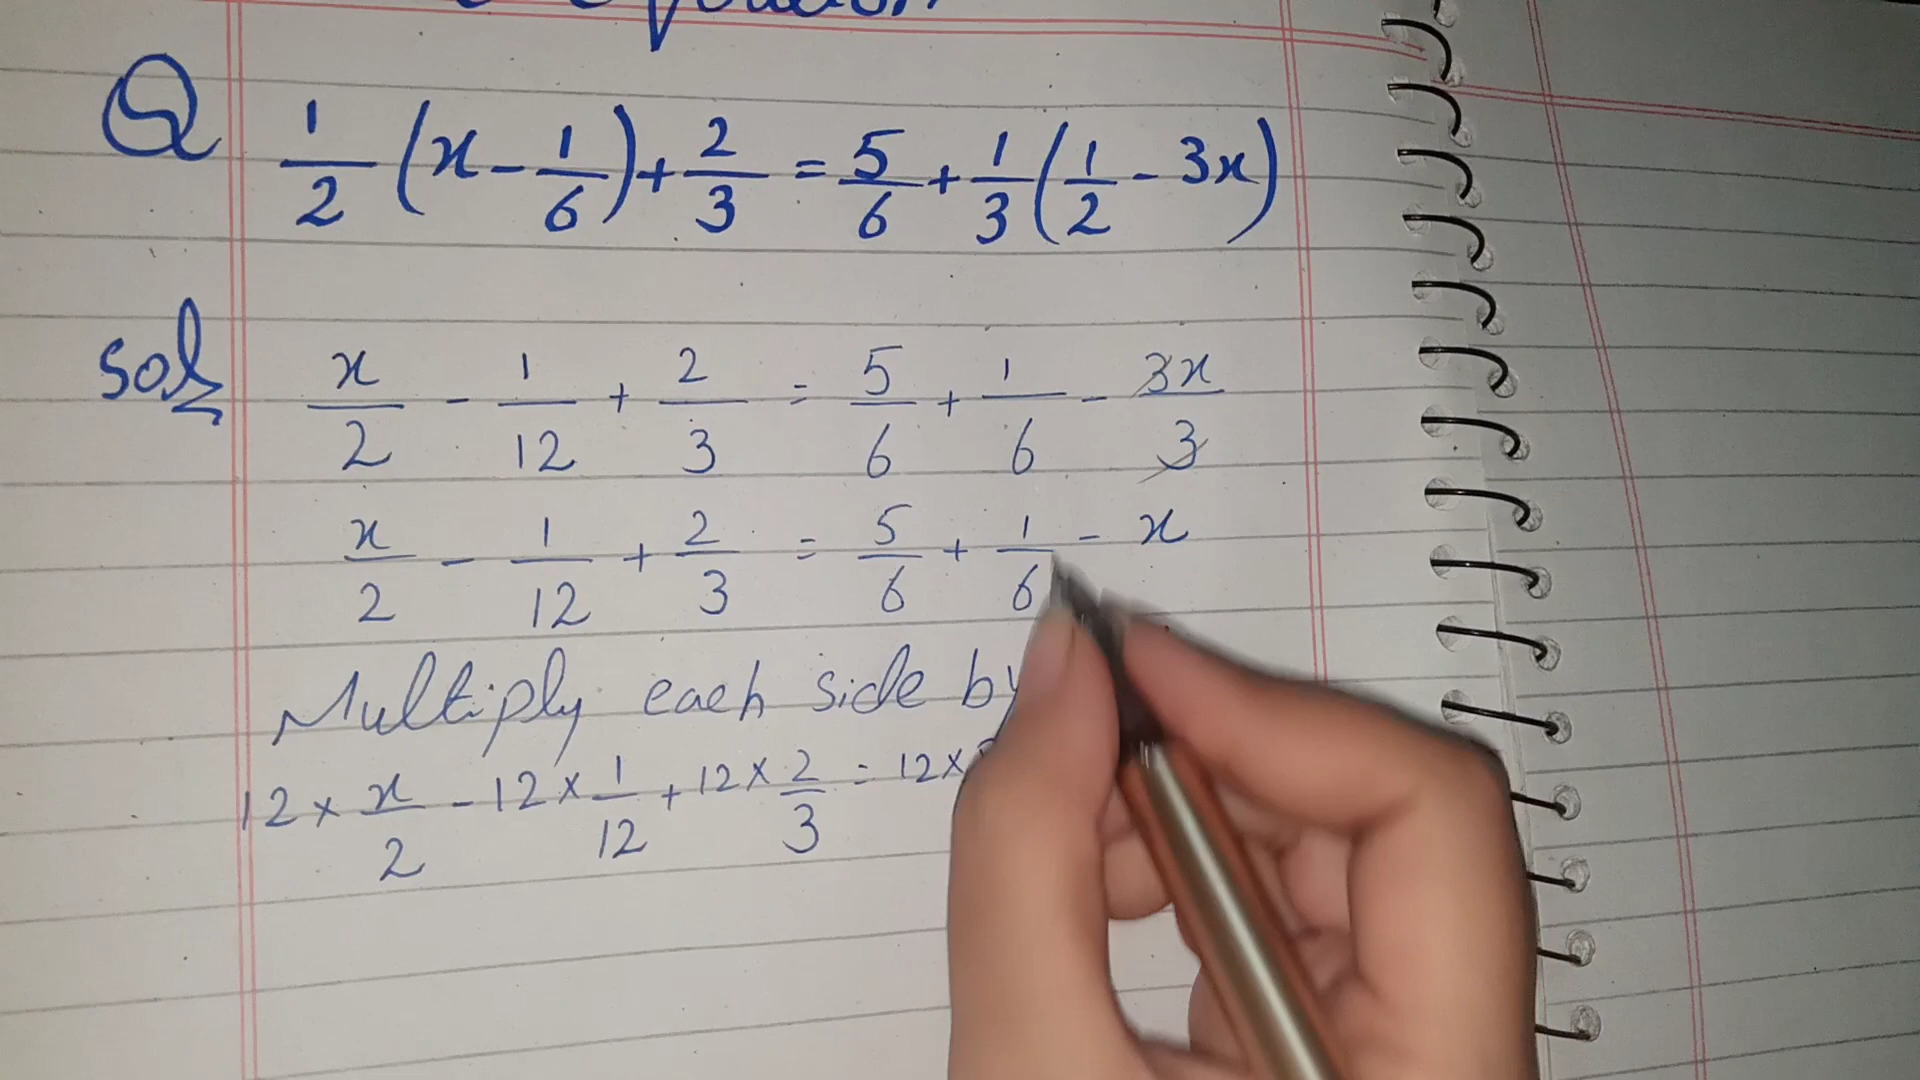 Equation
Q 1/2 (x - 1/6) + 2/3 = 5/6 + 1/3 (1/2 - 3x)
Sol x/2 - 1/12 + 2/3 = 5/6 + 1/6 - 3x/3
x/2 - 1/12 + 2/3 = 5/6 + 1/6 - x
Multiply each side by
12 × x/2 - 12 × 1/12 + 12 × 2/3 = 12 ×